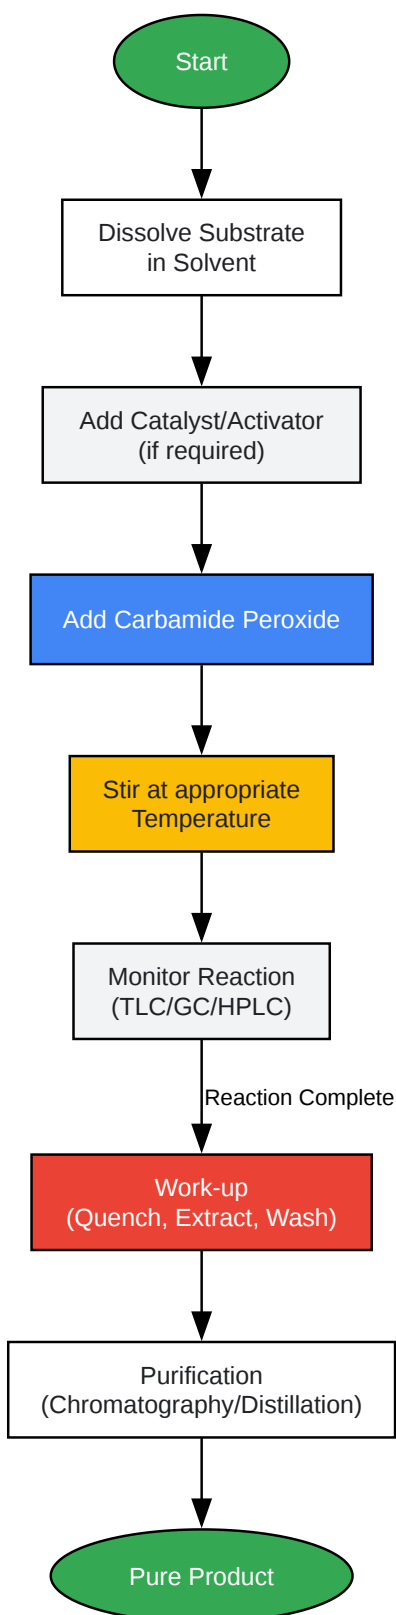 Start
Dissolve Substrate
in Solvent
Add Catalyst/Activator
(if required)
Add Carbamide Peroxide
Stir at appropriate
Temperature
Monitor Reaction
(TLC/GC/HPLC)
Reaction Complete
Work-up
(Quench, Extract, Wash)
Purification
(Chromatography/Distillation)
Pure Product